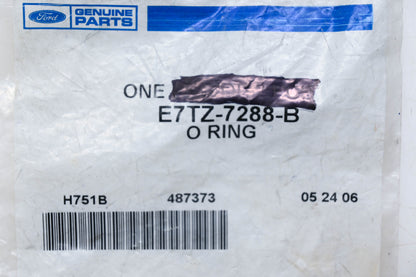 Ford
GENUINE
PARTS
ONE
E7TZ-7288-B
O RING
H751B 487373 05 24 06